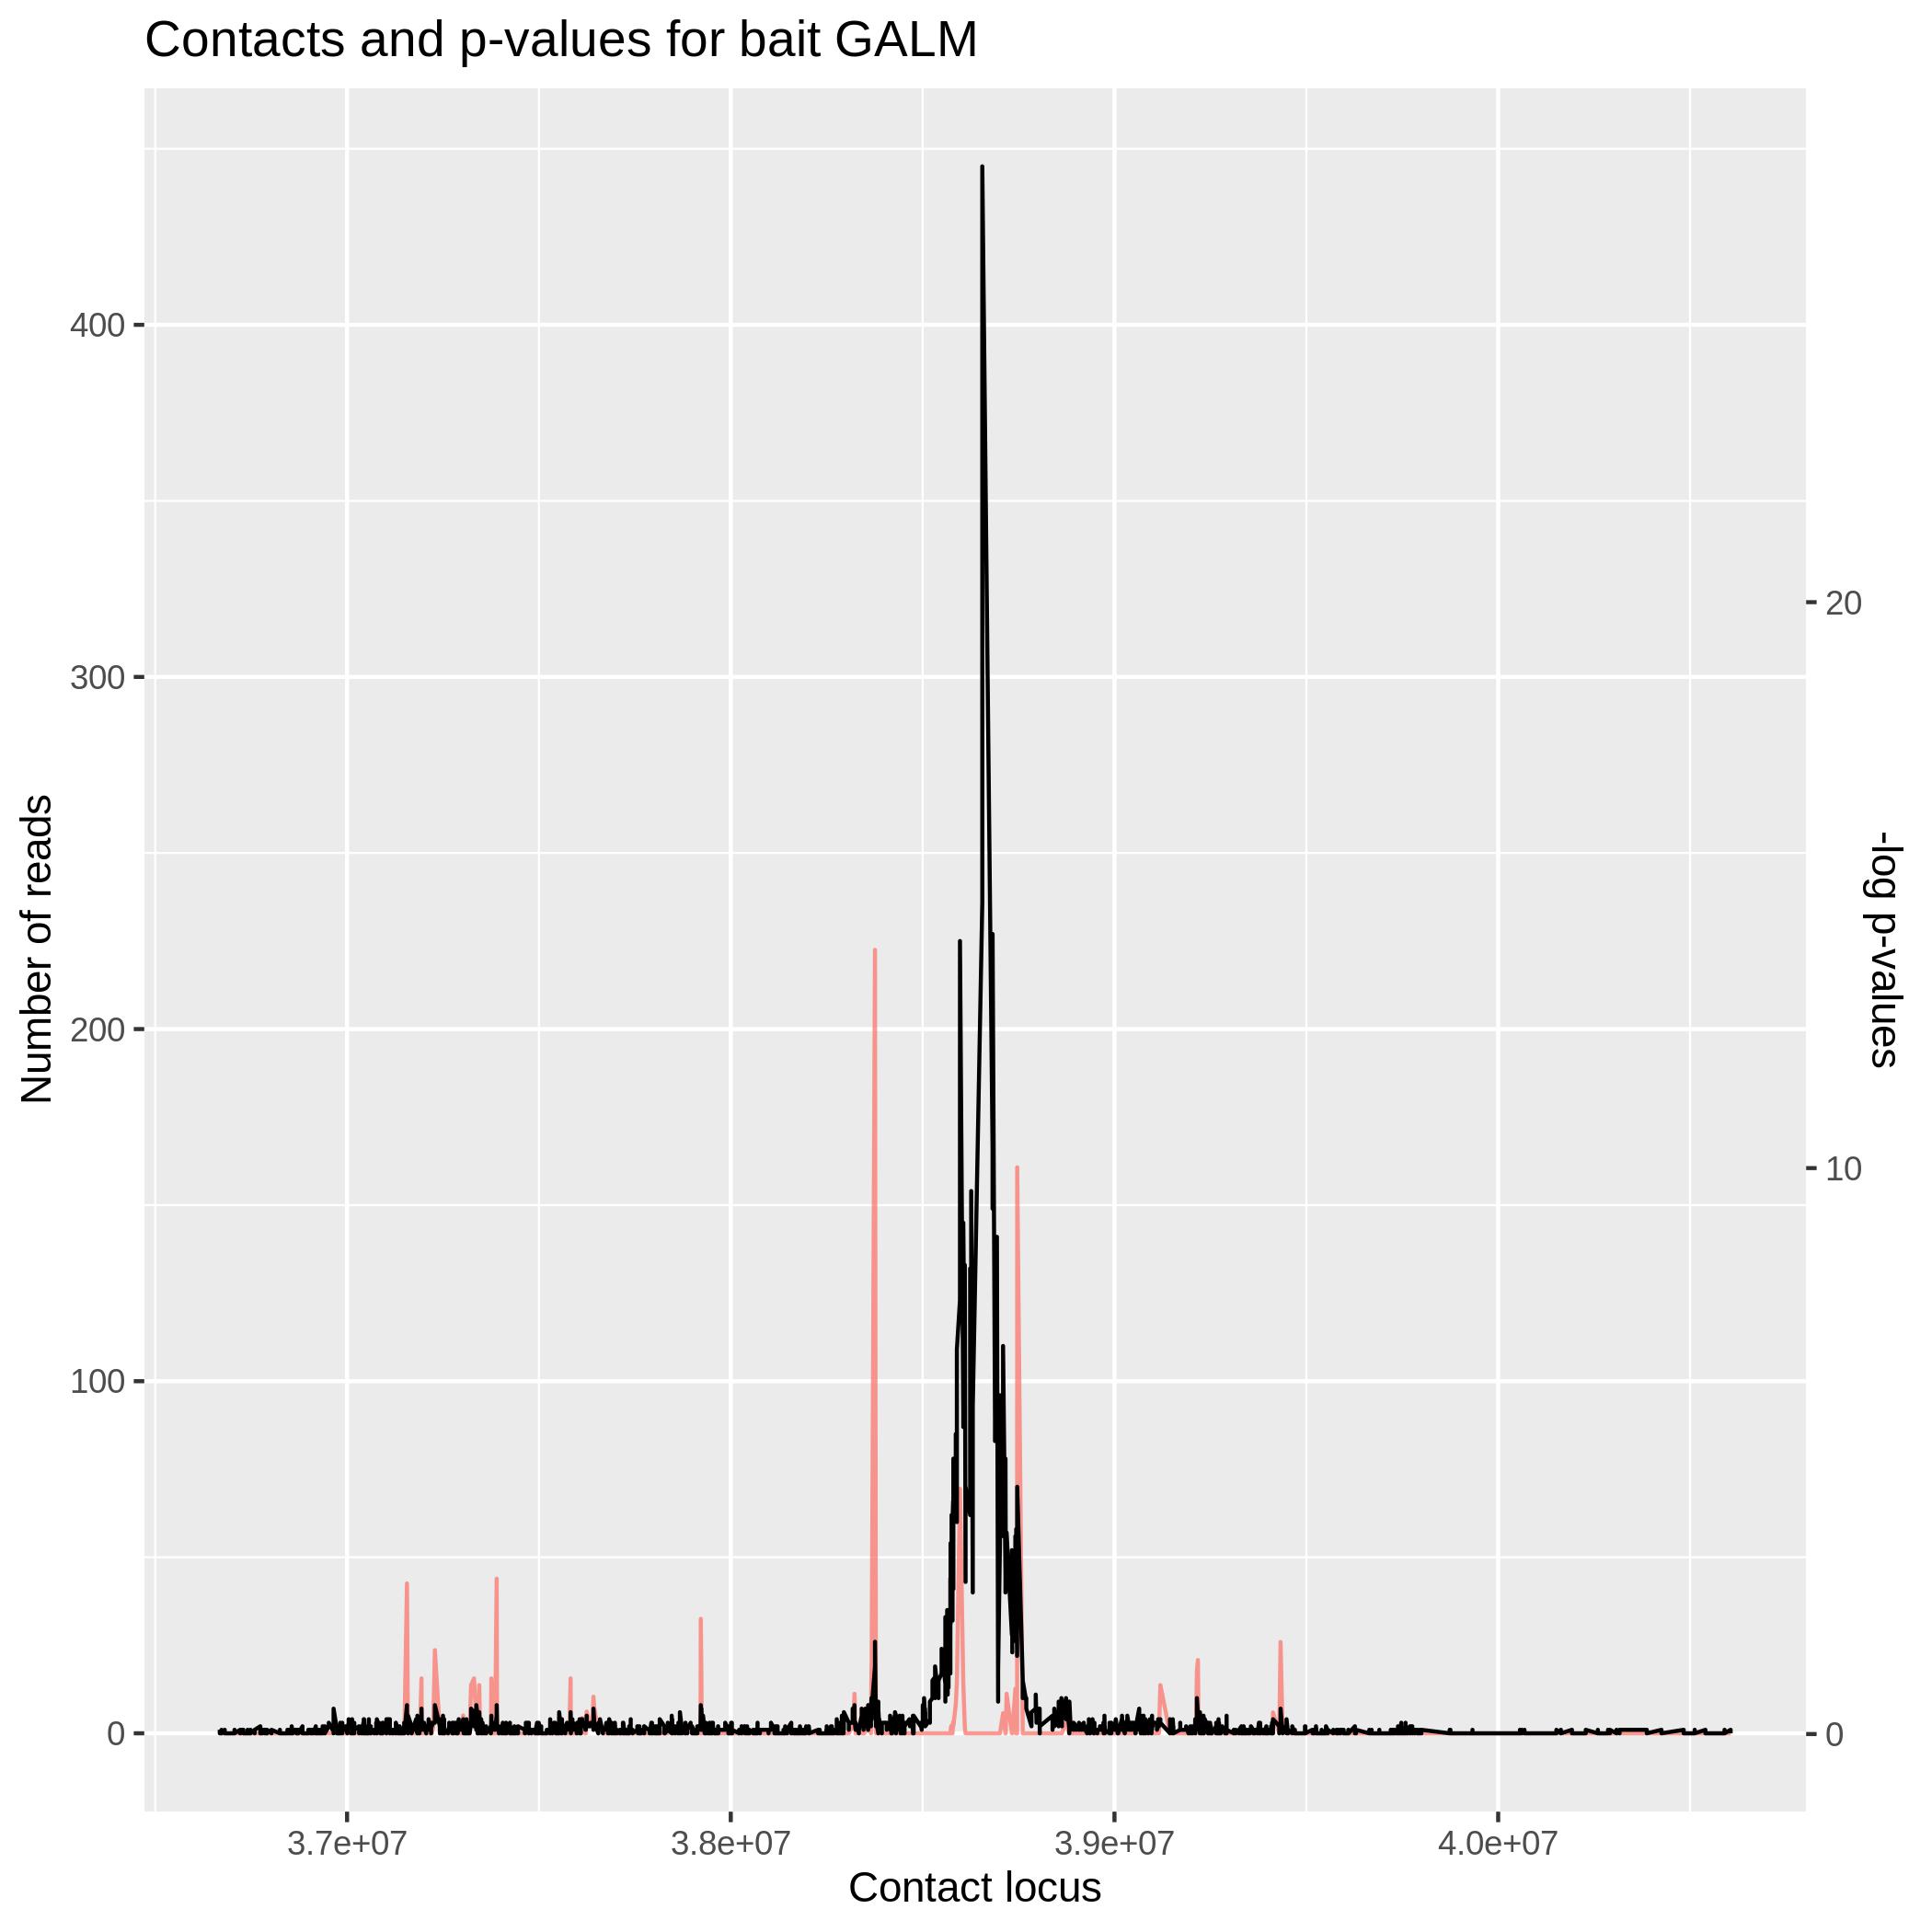 Contacts and p-values for bait GALM
Number of reads
400
300
200
100
0
20
10
0
-log p-values
3.7e+07
3.8e+07
3.9e+07
4.0e+07
Contact locus